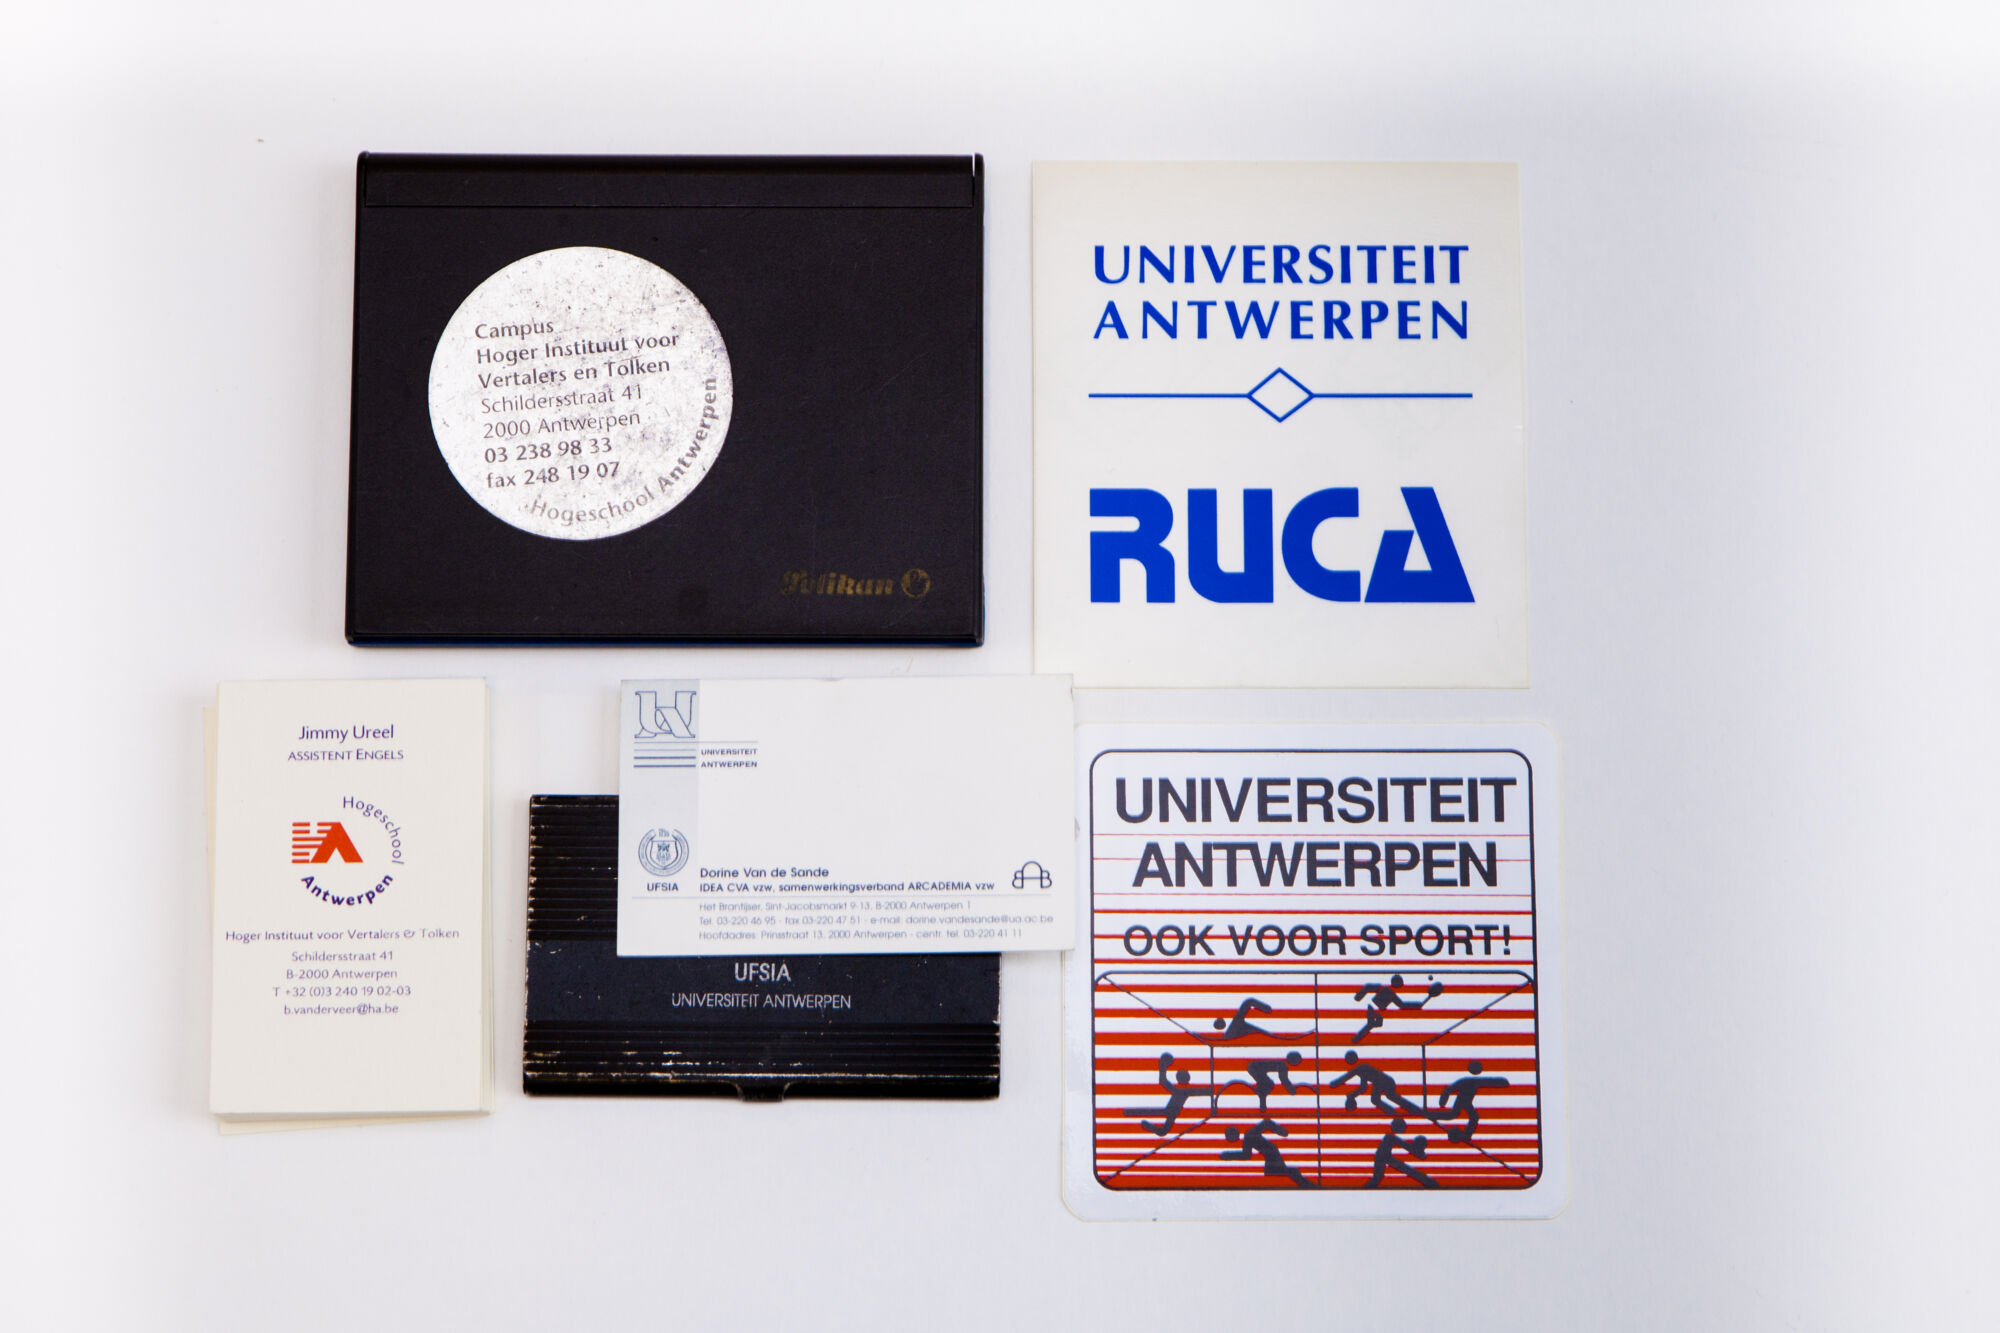 Campus
Hoger Instituut voor
Vertalers en Tolken
Schildersstraat 41
2000 Antwerpen
03 238 98 33
fax 248 19 07
Hogeschool Antwerpen
Pelikan
UNIVERSITEIT
ANTWERPEN
RUCA
Jimmy Ureel
ASSISTENT ENGELS
HA
Hogeschool
Antwerpen
Hoger Instituut voor Vertalers & Tolken
Schildersstraat 41
B-2000 Antwerpen
T +32 (0)3 240 19 02-03
b.vanderveer@ha.be
UA
UNIVERSITEIT
ANTWERPEN
UFSIA
Dorine Van de Sande
IDEA CVA vzw, samenwerkingsverband ARCADEMIA vzw
Het Brantijser, Sint-Jacobsmarkt 9-13, B-2000 Antwerpen 1
Tel. 03-220 46 95 - fax 03-220 47 51 - e-mail: dorine.vandesande@ua.ac.be
Hoofdadres: Prinsstraat 13, 2000 Antwerpen - centr. tel. 03-220 41 11
UFSIA
UNIVERSITEIT ANTWERPEN
UNIVERSITEIT
ANTWERPEN
OOK VOOR SPORT!